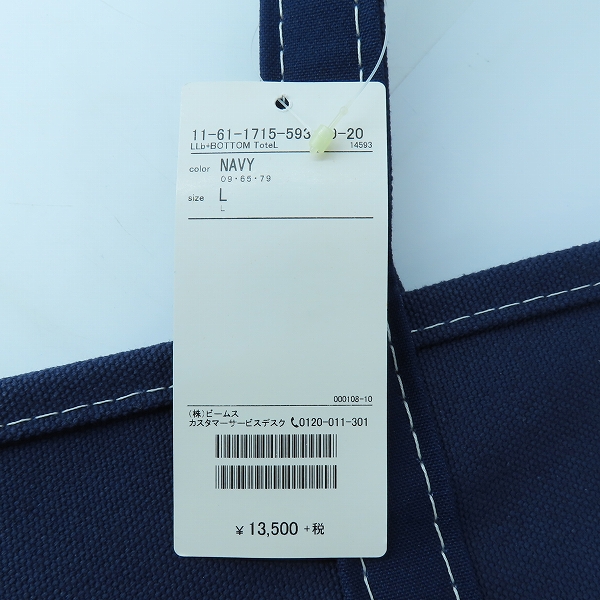 11-61-1715-593 0-20
LLb*BOTTOM ToteL 14593
color NAVY
09・65・79
size L
L
000108-10
(株)ビームス
カスタマーサービスデスク 0120-011-301
¥ 13,500 +税